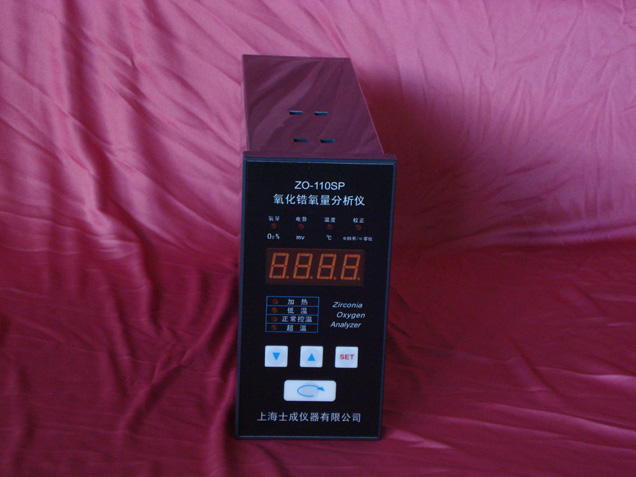 ZO-110SP
氧化锆氧量分析仪
氧量 电势 温度 校正
O₂% mv ℃
8.8.8.8
加热
低温
正常控温
超温
Zirconia
Oxygen
Analyzer
SET
上海士成仪器有限公司